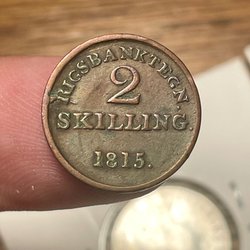 RIGSBANKTEGN.
2
SKILLING.
1815.